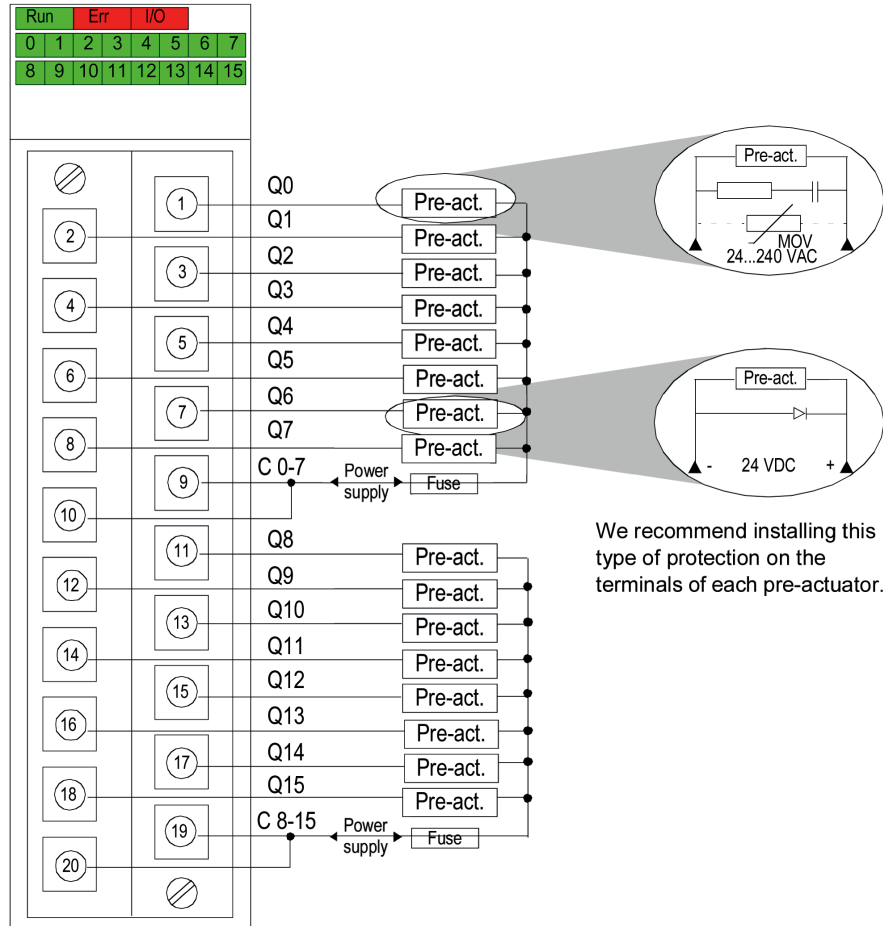 Run Err I/O
0 1 2 3 4 5 6 7
8 9 10 11 12 13 14 15
1 Q0 Pre-act.
2 Q1 Pre-act.
3 Q2 Pre-act.
4 Q3 Pre-act.
5 Q4 Pre-act.
6 Q5 Pre-act.
7 Q6 Pre-act.
8 Q7 Pre-act.
9 C 0-7 Power supply Fuse
10
11 Q8 Pre-act.
12 Q9 Pre-act.
13 Q10 Pre-act.
14 Q11 Pre-act.
15 Q12 Pre-act.
16 Q13 Pre-act.
17 Q14 Pre-act.
18 Q15 Pre-act.
19 C 8-15 Power supply Fuse
20
Pre-act.
MOV
24...240 VAC
Pre-act.
- 24 VDC +
We recommend installing this
type of protection on the
terminals of each pre-actuator.